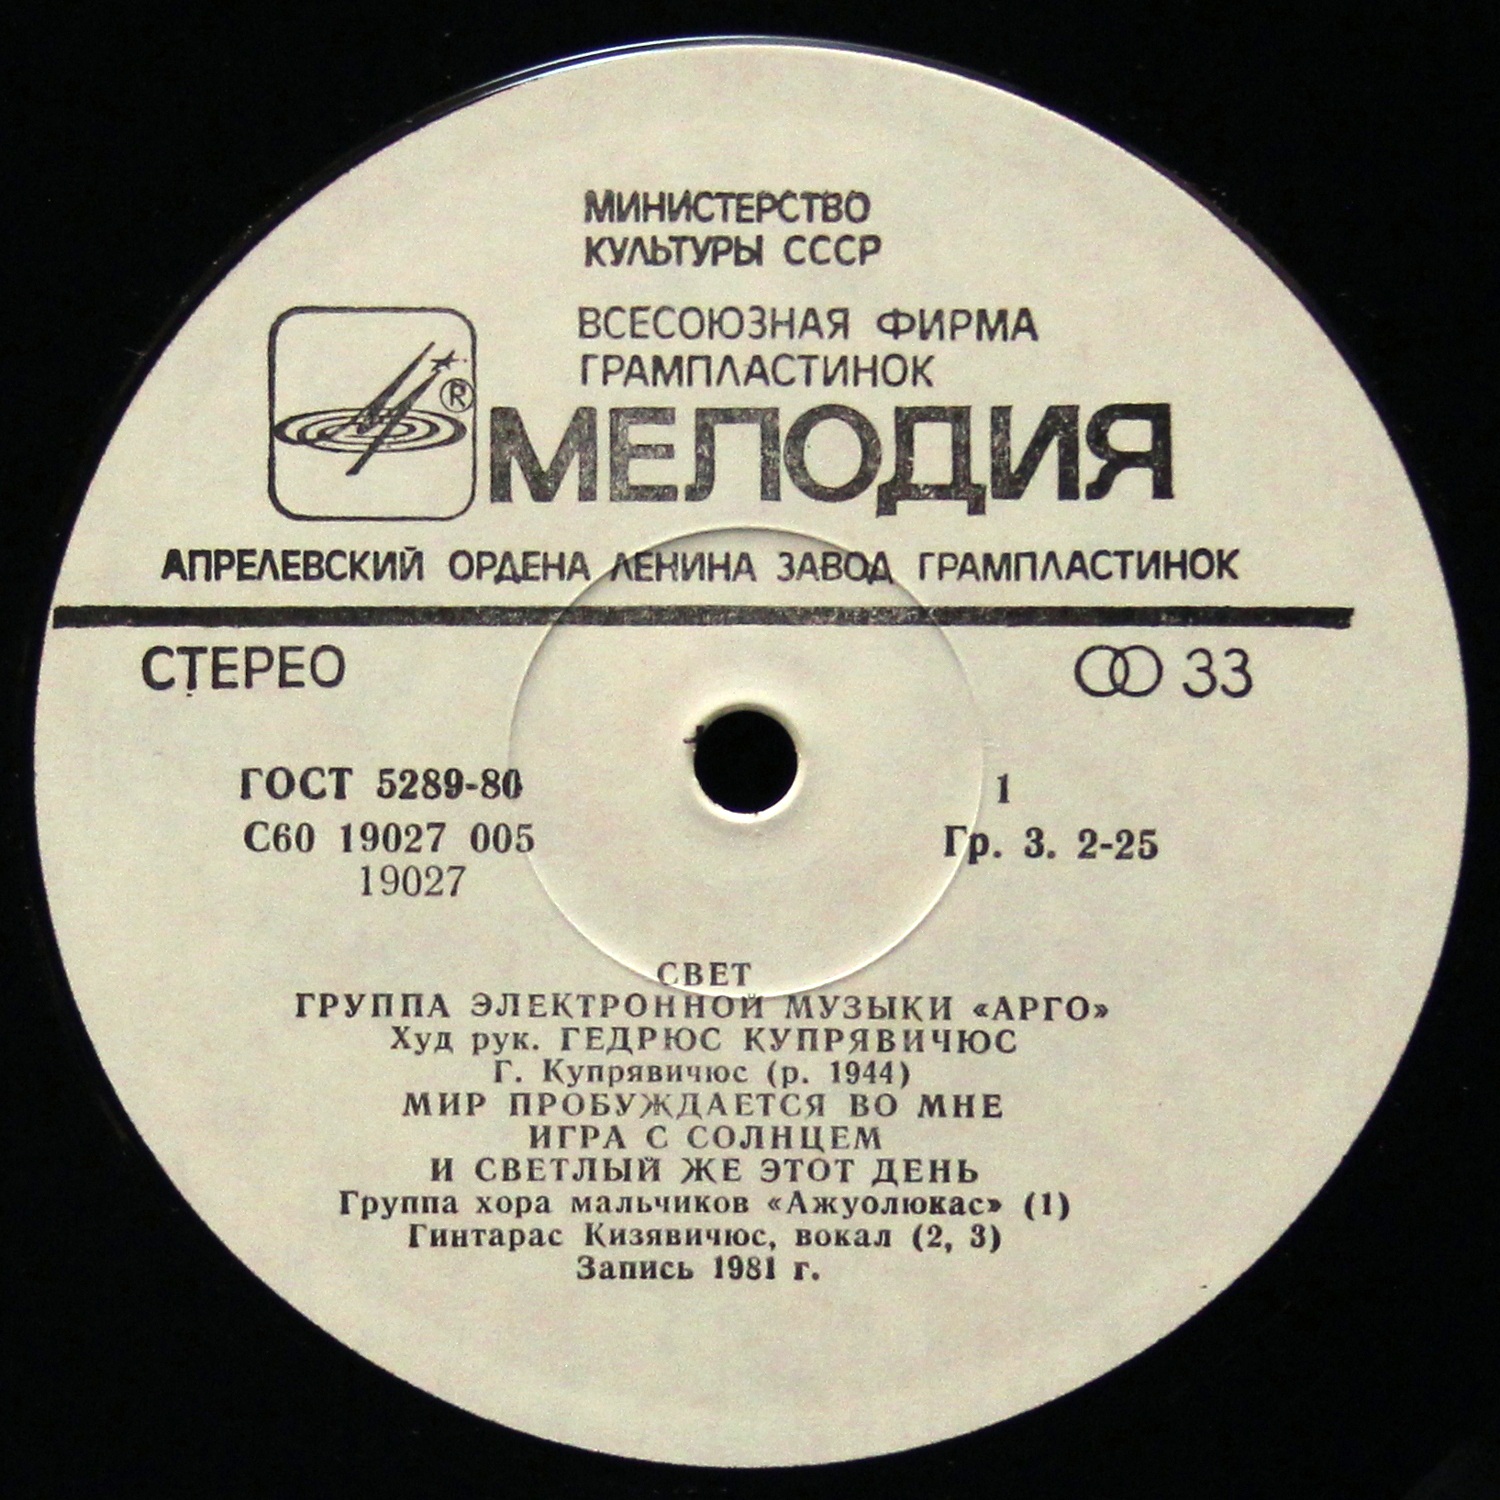 МИНИСТЕРСТВО
КУЛЬТУРЫ СССР
ВСЕСОЮЗНАЯ ФИРМА
ГРАМПЛАСТИНОК
®
МЕЛОДИЯ
АПРЕЛЕВСКИЙ ОРДЕНА ЛЕНИНА ЗАВОД ГРАМПЛАСТИНОК
СТЕРЕО 33
ГОСТ 5289-80 1
С60 19027 005 Гр. 3. 2-25
19027
СВЕТ
ГРУППА ЭЛЕКТРОННОЙ МУЗЫКИ «АРГО»
Худ рук. ГЕДРЮС КУПРЯВИЧЮС
Г. Купрявичюс (р. 1944)
МИР ПРОБУЖДАЕТСЯ ВО МНЕ
ИГРА С СОЛНЦЕМ
И СВЕТЛЫЙ ЖЕ ЭТОТ ДЕНЬ
Группа хора мальчиков «Ажуолюкас» (1)
Гинтарас Кизявичюс, вокал (2, 3)
Запись 1981 г.